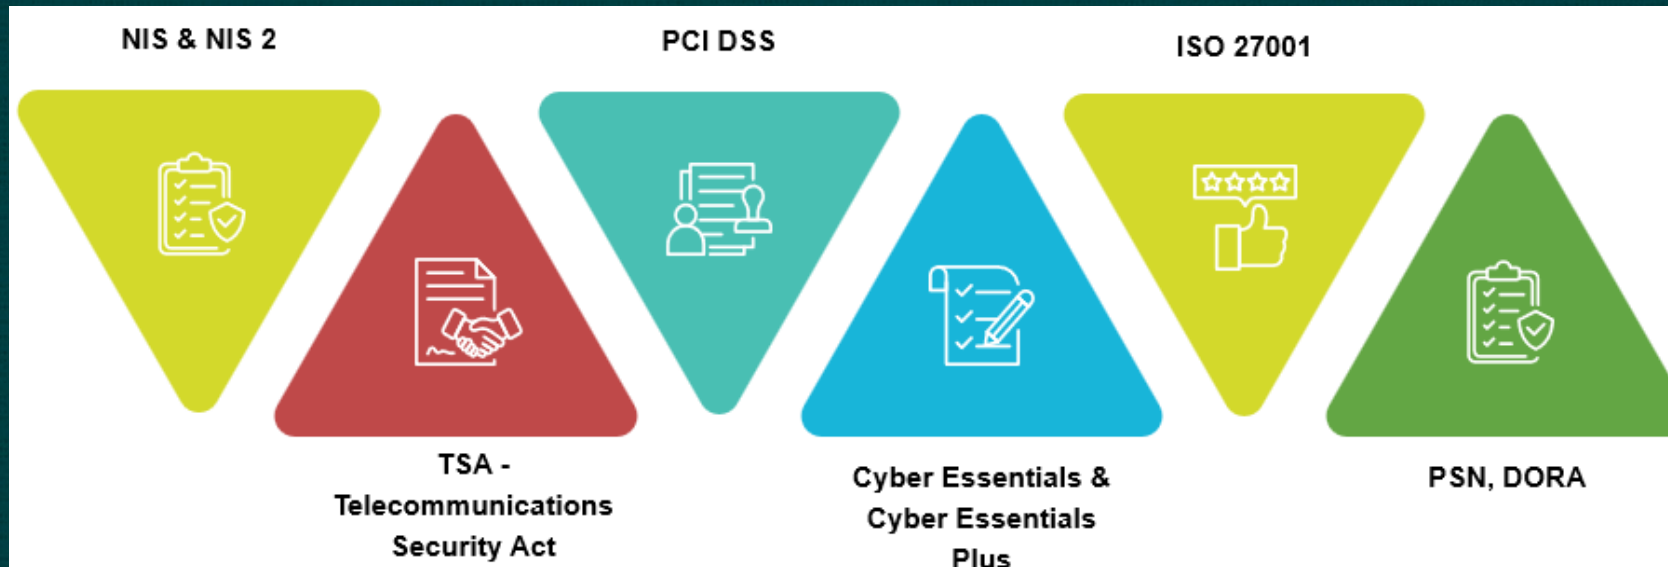 NIS & NIS 2
PCI DSS
ISO 27001
TSA -
Telecommunications
Security Act
Cyber Essentials &
Cyber Essentials
Plus
PSN, DORA